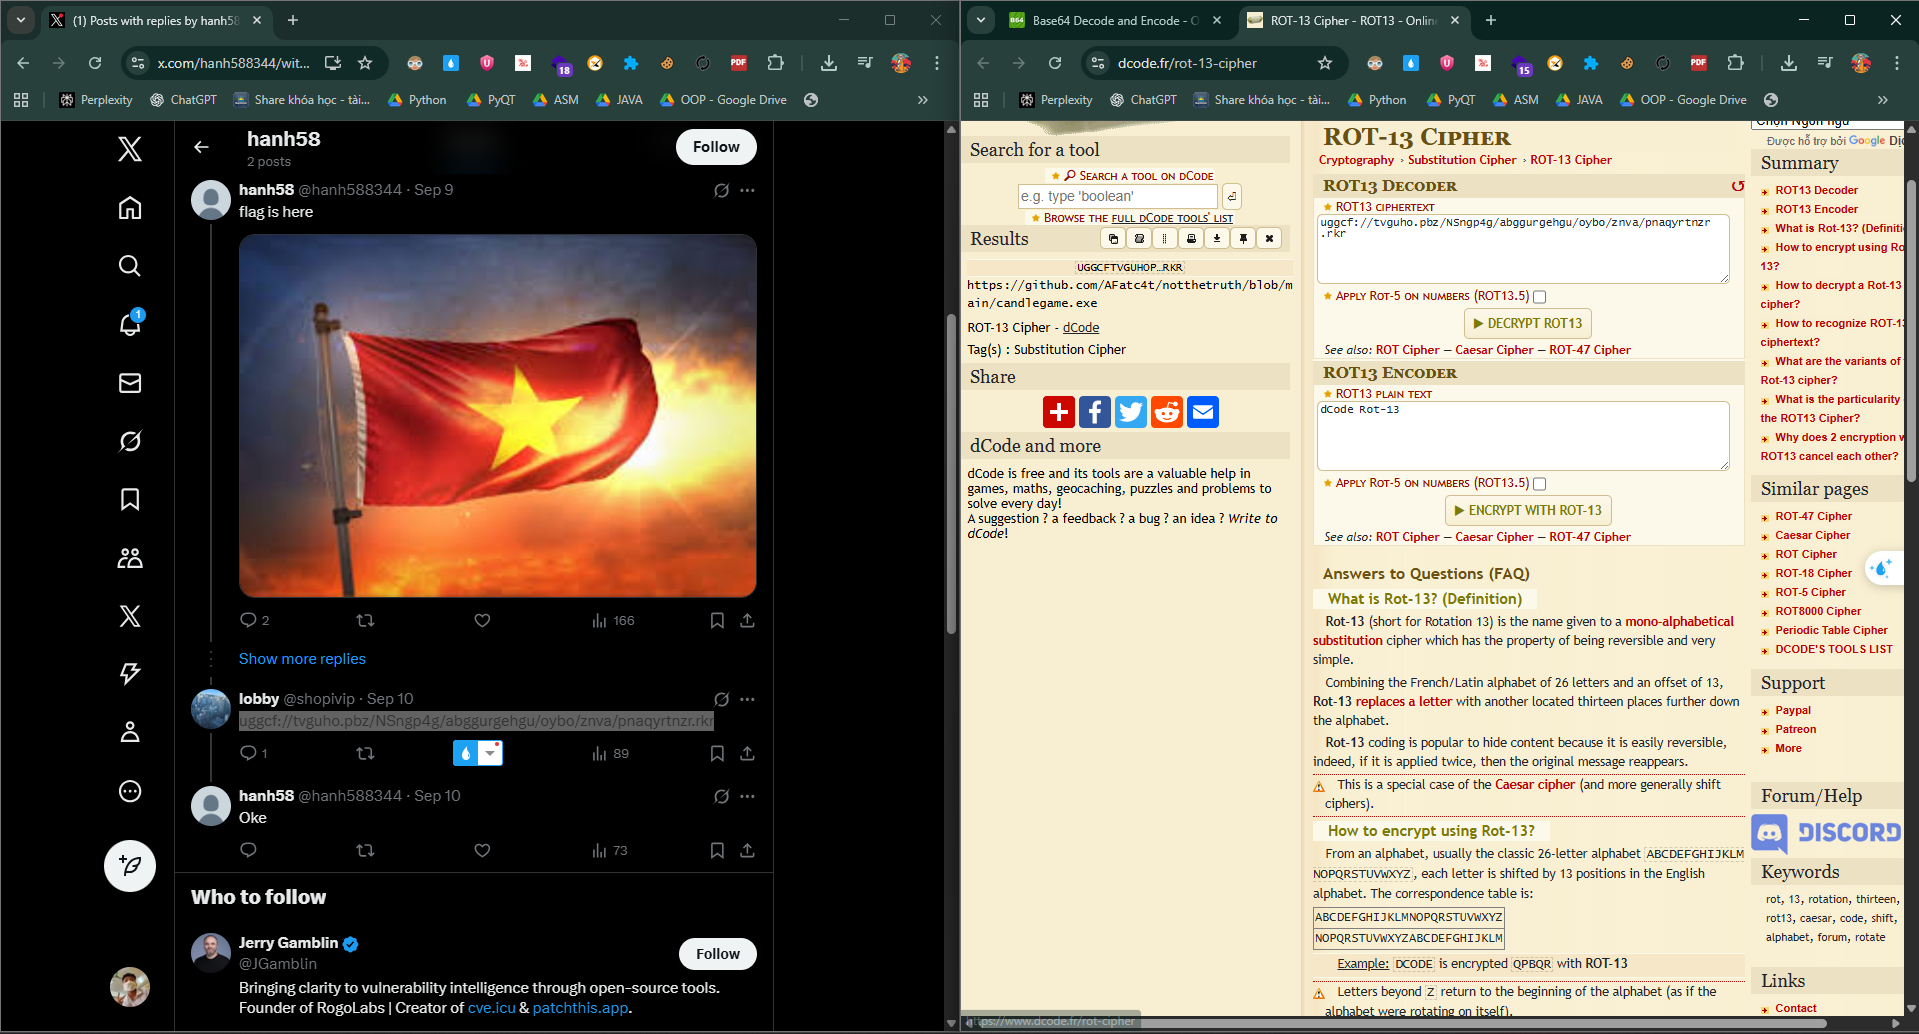 (1) Posts with replies by hanh58
x.com/hanh588344/wit...
18
PDF
Perplexity
ChatGPT
Share khóa học - tài...
Python
PyQT
ASM
JAVA
OOP - Google Drive
hanh58
2 posts
Follow
hanh58 @hanh588344 · Sep 9
flag is here
2
166
Show more replies
lobby @shopivip · Sep 10
uggcf://tvguho.pbz/NSngp4g/abggurgehgu/oybo/znva/pnaqyrtnzr.rkr
1
89
hanh58 @hanh588344 · Sep 10
Oke
73
Who to follow
Jerry Gamblin
@JGamblin
Follow
Bringing clarity to vulnerability intelligence through open-source tools.
Founder of RogoLabs | Creator of cve.icu & patchthis.app.
1
B64
Base64 Decode and Encode - O
ROT-13 Cipher - ROT13 - Online
dcode.fr/rot-13-cipher
15
PDF
Perplexity
ChatGPT
Share khóa học - tài...
Python
PyQT
ASM
JAVA
OOP - Google Drive
Search for a tool
Search a tool on dCode
e.g. type 'boolean'
Browse the full dCode tools' list
Results
UGGCFTVGUHOP…RKR
https://github.com/AFatc4t/notthetruth/blob/m
ain/candlegame.exe
ROT-13 Cipher - dCode
Tag(s) : Substitution Cipher
Share
dCode and more
dCode is free and its tools are a valuable help in
games, maths, geocaching, puzzles and problems to
solve every day!
A suggestion ? a feedback ? a bug ? an idea ? Write to
dCode!
ROT-13 Cipher
Cryptography › Substitution Cipher › ROT-13 Cipher
ROT13 Decoder
ROT13 ciphertext
uggcf://tvguho.pbz/NSngp4g/abggurgehgu/oybo/znva/pnaqyrtnzr
.rkr
Apply Rot-5 on numbers (ROT13.5)
▶ DECRYPT ROT13
See also: ROT Cipher — Caesar Cipher — ROT-47 Cipher
ROT13 Encoder
ROT13 plain text
dCode Rot-13
Apply Rot-5 on numbers (ROT13.5)
▶ ENCRYPT WITH ROT-13
See also: ROT Cipher — Caesar Cipher — ROT-47 Cipher
Answers to Questions (FAQ)
What is Rot-13? (Definition)
Rot-13 (short for Rotation 13) is the name given to a mono-alphabetical
substitution cipher which has the property of being reversible and very
simple.
Combining the French/Latin alphabet of 26 letters and an offset of 13,
Rot-13 replaces a letter with another located thirteen places further down
the alphabet.
Rot-13 coding is popular to hide content because it is easily reversible,
indeed, if it is applied twice, then the original message reappears.
This is a special case of the Caesar cipher (and more generally shift
ciphers).
How to encrypt using Rot-13?
From an alphabet, usually the classic 26-letter alphabet ABCDEFGHIJKLM
NOPQRSTUVWXYZ, each letter is shifted by 13 positions in the English
alphabet. The correspondence table is:
ABCDEFGHIJKLMNOPQRSTUVWXYZ
NOPQRSTUVWXYZABCDEFGHIJKLM
Example: DCODE is encrypted QPBQR with ROT-13
Letters beyond Z return to the beginning of the alphabet (as if the
alphabet were rotating on itself).
https://www.dcode.fr/rot-cipher
Chọn Ngôn ngữ
Được hỗ trợ bởi Google Dị
Summary
ROT13 Decoder
ROT13 Encoder
What is Rot-13? (Definiti
How to encrypt using Ro
13?
How to decrypt a Rot-13
cipher?
How to recognize ROT-13
ciphertext?
What are the variants of
Rot-13 cipher?
What is the particularity
the ROT13 Cipher?
Why does 2 encryption w
ROT13 cancel each other?
Similar pages
ROT-47 Cipher
Caesar Cipher
ROT Cipher
ROT-18 Cipher
ROT-5 Cipher
ROT8000 Cipher
Periodic Table Cipher
DCODE'S TOOLS LIST
Support
Paypal
Patreon
More
Forum/Help
DISCORD
Keywords
rot, 13, rotation, thirteen,
rot13, caesar, code, shift,
alphabet, forum, rotate
Links
Contact